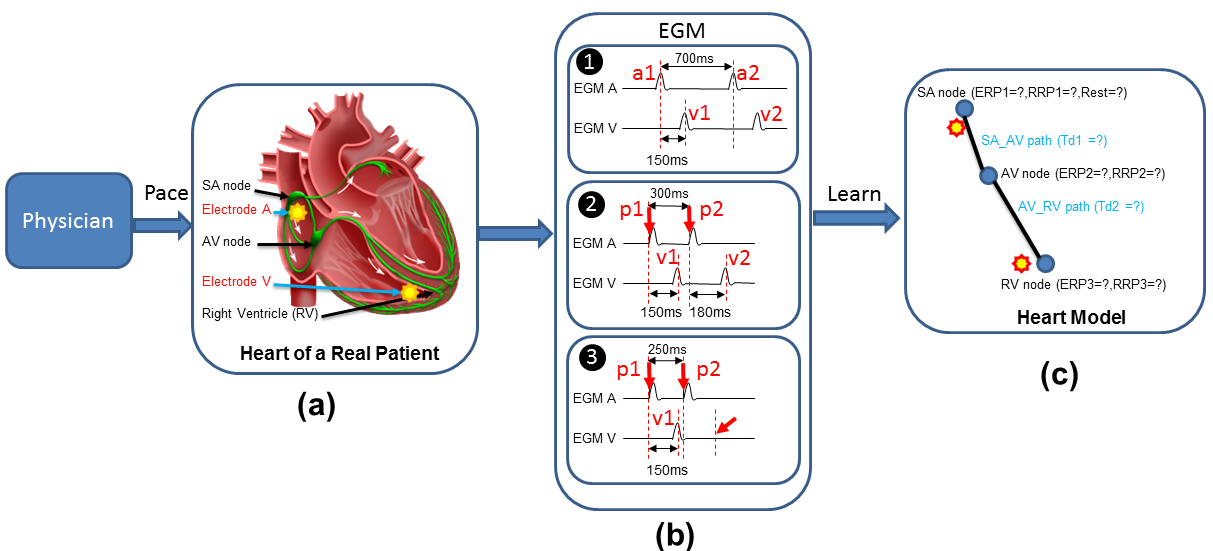 Physician
Pace
SA node
Electrode A
AV node
Electrode V
Right Ventricle (RV)
Heart of a Real Patient
(a)
EGM
1
700ms
a1
a2
EGM A
v1
v2
EGM V
150ms
2
300ms
p1
p2
EGM A
v1
v2
EGM V
150ms
180ms
3
250ms
p1
p2
EGM A
v1
EGM V
150ms
(b)
Learn
SA node (ERP1=?,RRP1=?,Rest=?)
SA_AV path (Td1 =?)
AV node (ERP2=?,RRP2=?)
AV_RV path (Td2 =?)
RV node (ERP3=?,RRP3=?)
Heart Model
(c)